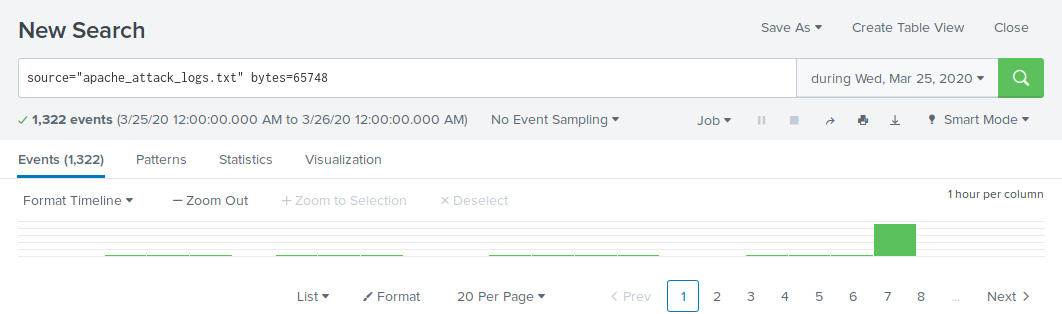 New Search
Save As Create Table View Close
source="apache_attack_logs.txt" bytes=65748
during Wed, Mar 25, 2020
1,322 events (3/25/20 12:00:00.000 AM to 3/26/20 12:00:00.000 AM) No Event Sampling Job Smart Mode
Events (1,322) Patterns Statistics Visualization
Format Timeline — Zoom Out + Zoom to Selection × Deselect
1 hour per column
List Format 20 Per Page < Prev 1 2 3 4 5 6 7 8 ... Next >